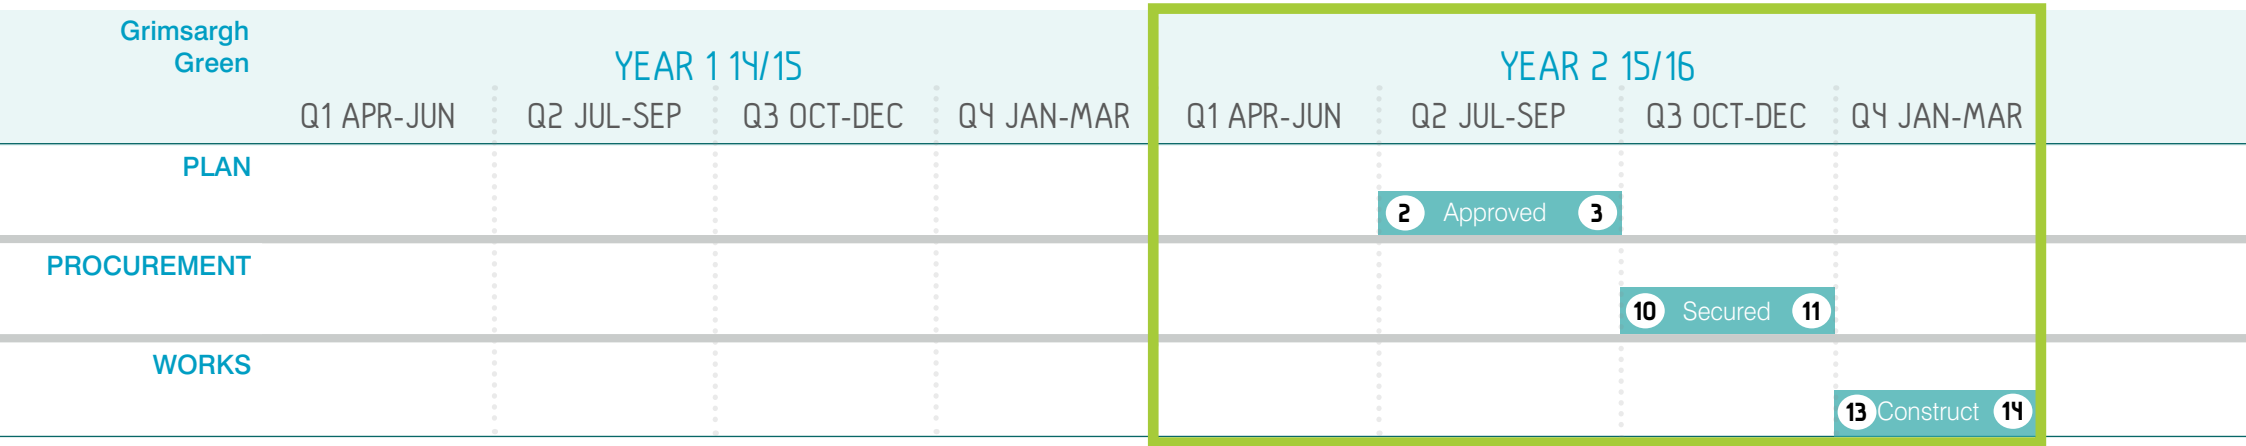 Grimsargh
Green
YEAR 1 14/15
YEAR 2 15/16
Q1 APR-JUN
Q2 JUL-SEP
Q3 OCT-DEC
Q4 JAN-MAR
Q1 APR-JUN
Q2 JUL-SEP
Q3 OCT-DEC
Q4 JAN-MAR
PLAN
2 Approved 3
PROCUREMENT
10 Secured 11
WORKS
13 Construct 14